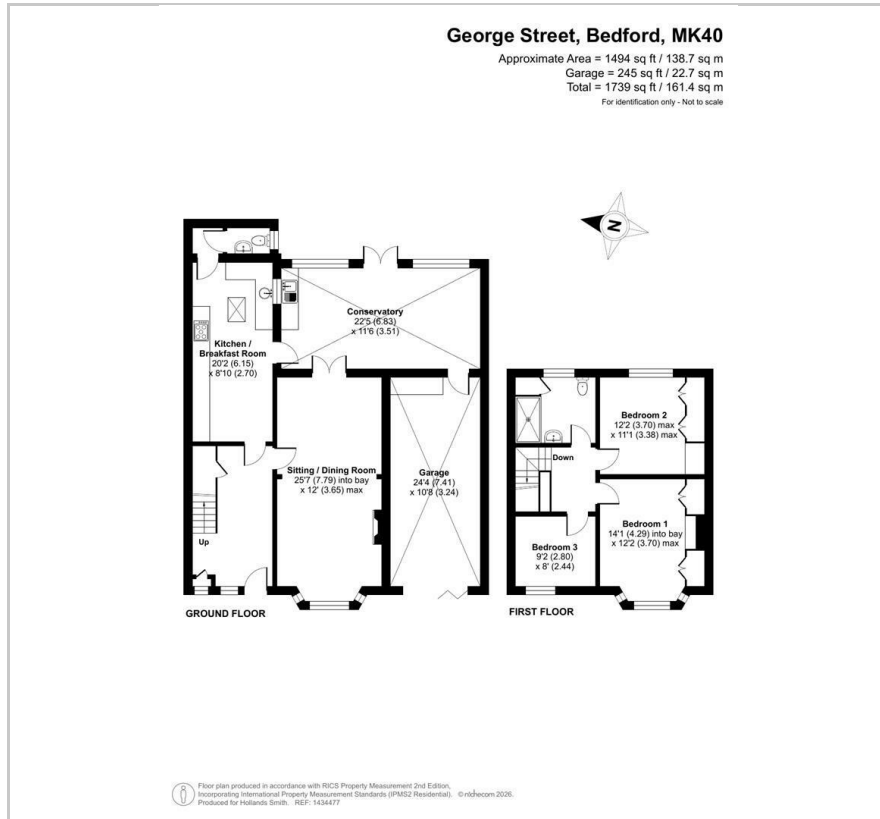 George Street, Bedford, MK40
Approximate Area = 1494 sq ft / 138.7 sq m
Garage = 245 sq ft / 22.7 sq m
Total = 1739 sq ft / 161.4 sq m
For identification only - Not to scale
N
Conservatory
22'5 (6.83)
x 11'6 (3.51)
Kitchen /
Breakfast Room
20'2 (6.15)
x 8'10 (2.70)
Sitting / Dining Room
25'7 (7.79) into bay
x 12' (3.65) max
Garage
24'4 (7.41)
x 10'8 (3.24)
Up
GROUND FLOOR
Bedroom 2
12'2 (3.70) max
x 11'1 (3.38) max
Down
Bedroom 1
14'1 (4.29) into bay
x 12'2 (3.70) max
Bedroom 3
9'2 (2.80)
x 8' (2.44)
FIRST FLOOR
Floor plan produced in accordance with RICS Property Measurement 2nd Edition,
Incorporating International Property Measurement Standards (IPMS2 Residential). ©ntchecom 2026.
Produced for Hollands Smith. REF: 1434477